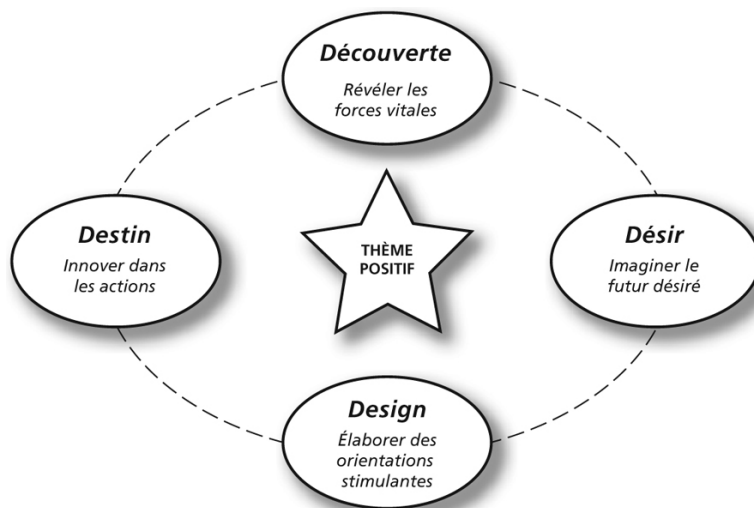 Découverte
Révéler les
forces vitales
Destin
Innover dans
les actions
THÈME
POSITIF
Désir
Imaginer le
futur désiré
Design
Élaborer des
orientations
stimulantes